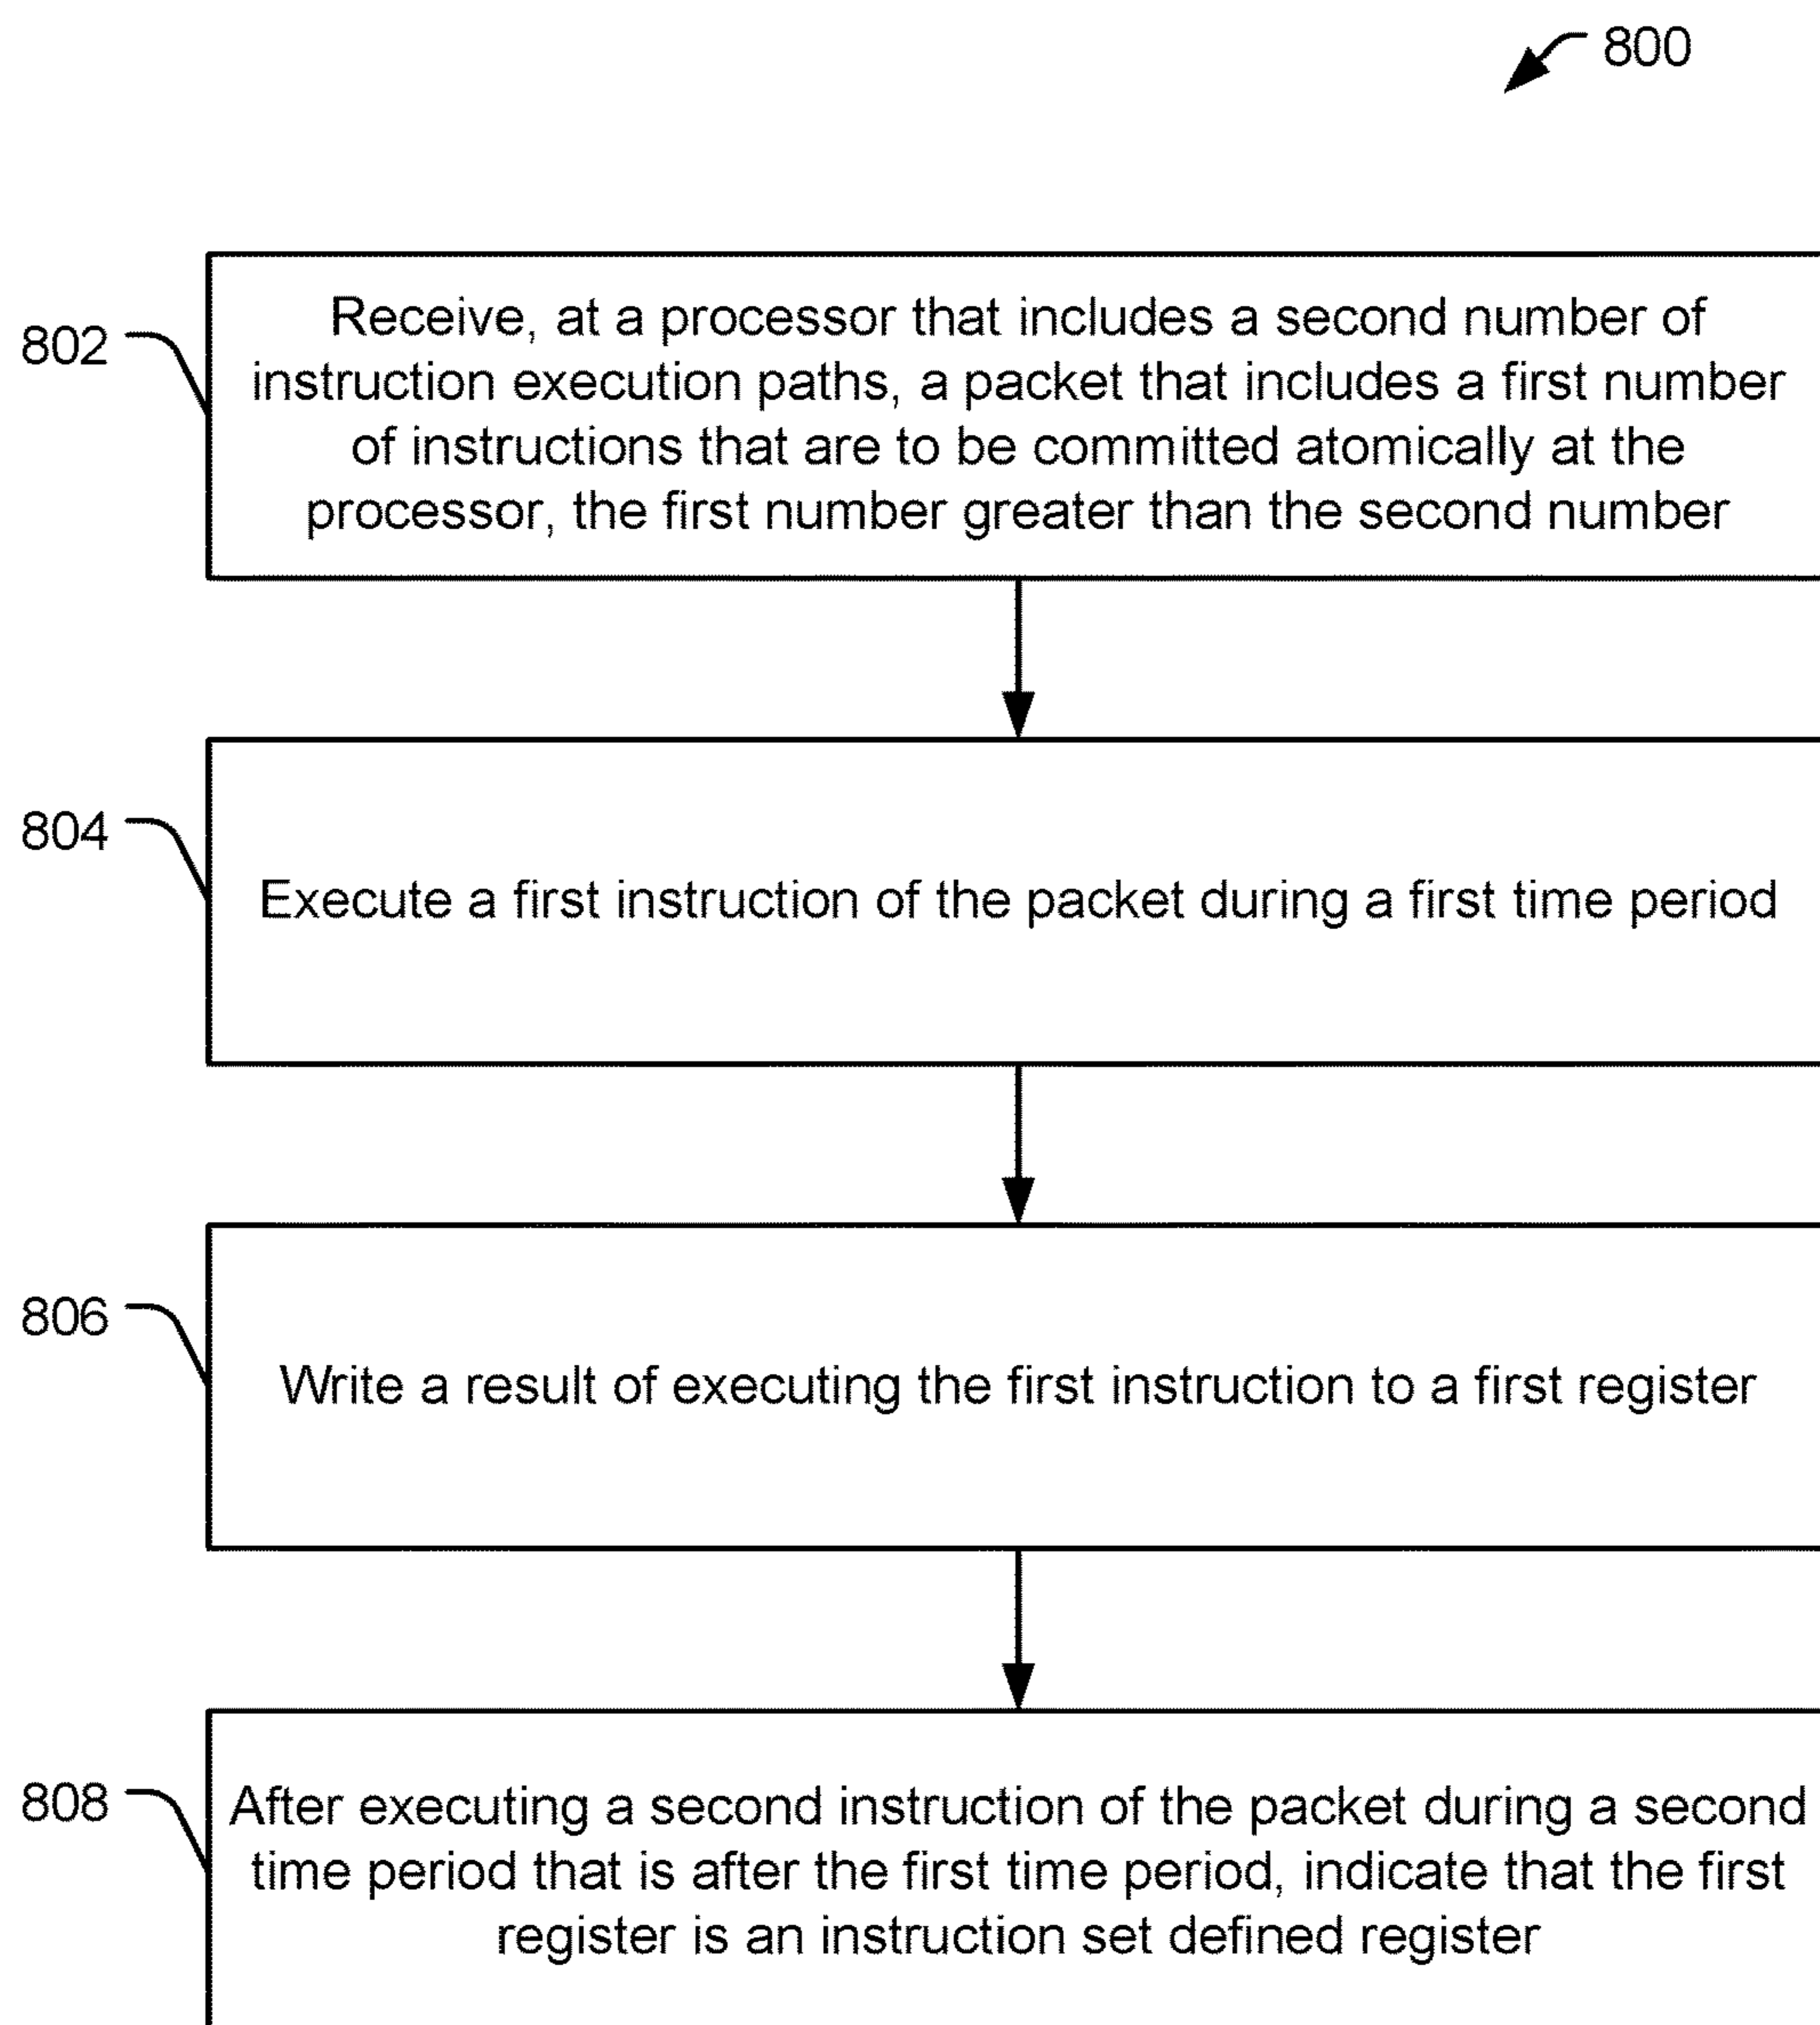 800
802
Receive, at a processor that includes a second number of
instruction execution paths, a packet that includes a first number
of instructions that are to be committed atomically at the
processor, the first number greater than the second number
804
Execute a first instruction of the packet during a first time period
806
Write a result of executing the first instruction to a first register
808
After executing a second instruction of the packet during a second
time period that is after the first time period, indicate that the first
register is an instruction set defined register